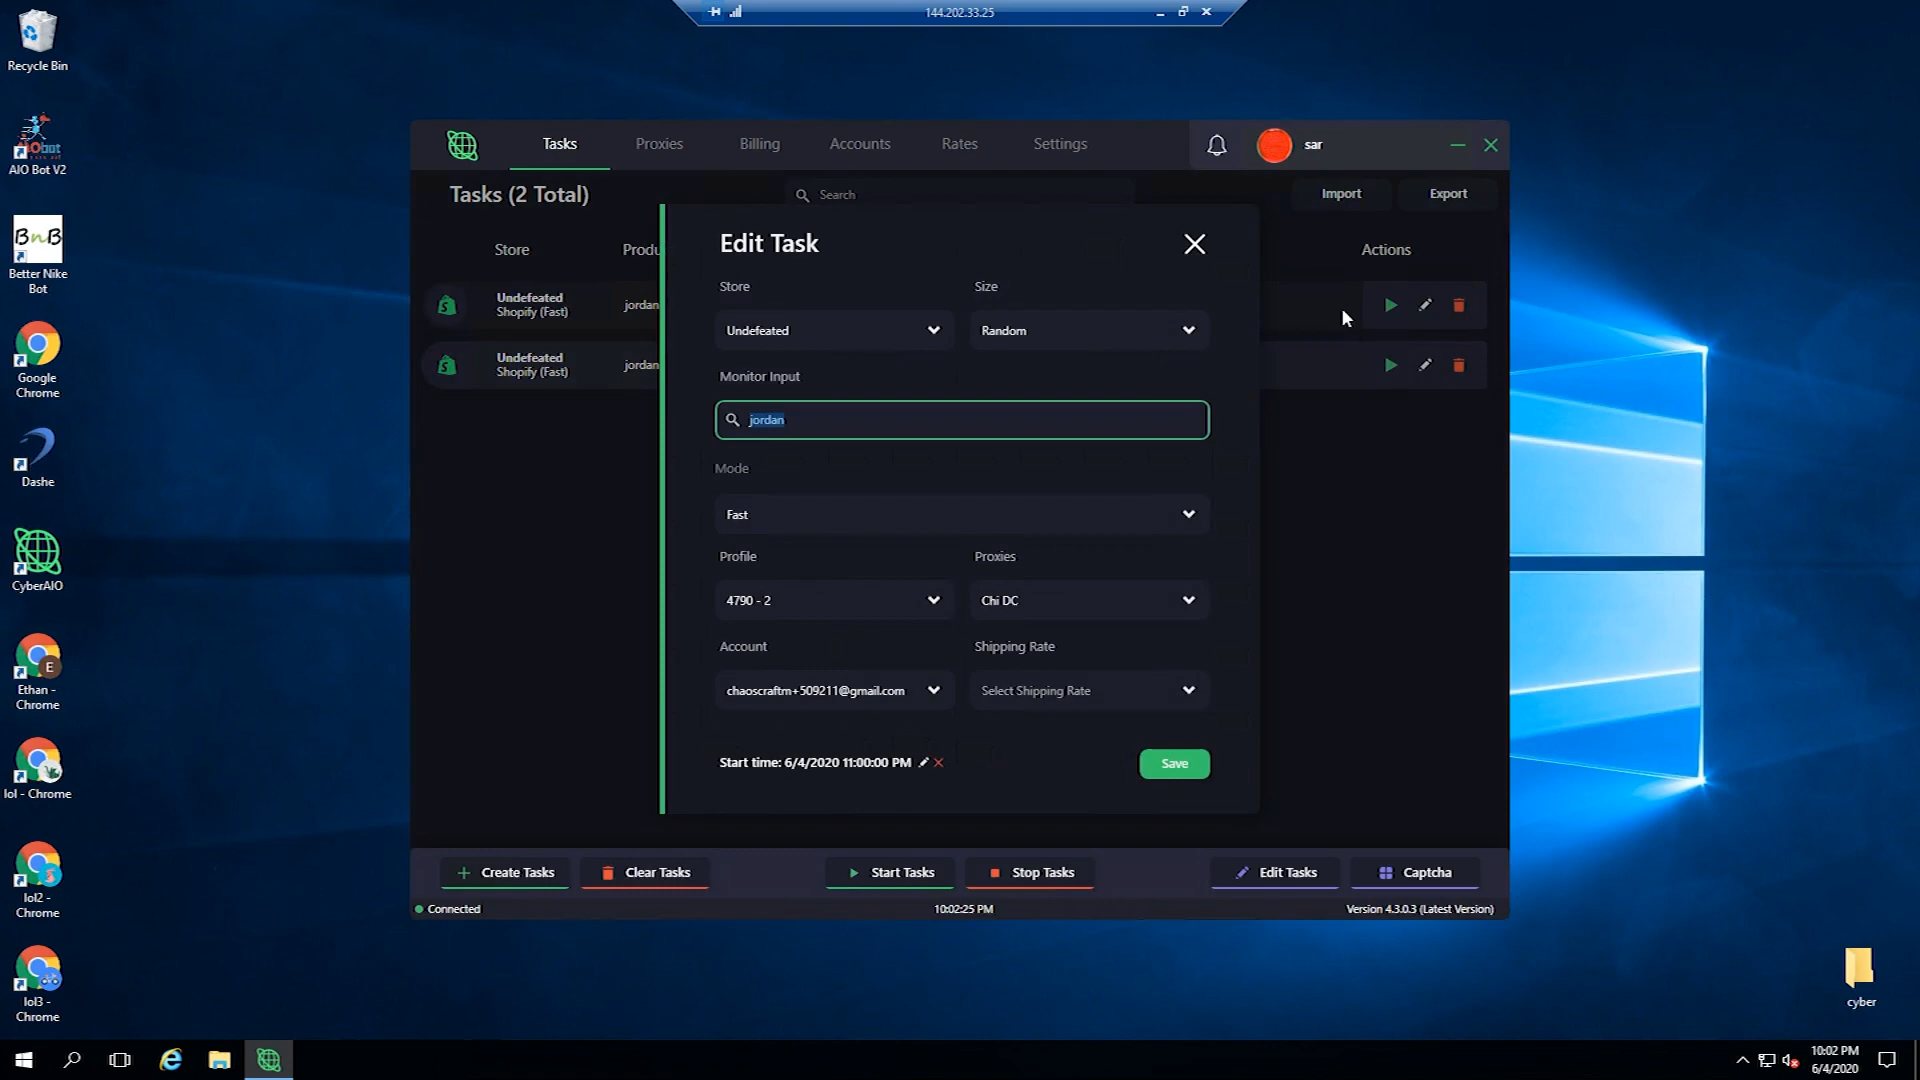 144.202.33.25
Recycle Bin
AIO Bot V2
BnB
Better Nike
Bot
Google
Chrome
Dashe
CyberAIO
E
Ethan -
Chrome
lol - Chrome
lol2 -
Chrome
lol3 -
Chrome
cyber
Tasks
Proxies
Billing
Accounts
Rates
Settings
sar
Tasks (2 Total)
Search
Import
Export
Store
Produ
Actions
Undefeated
Shopify (Fast)
jordan
Undefeated
Shopify (Fast)
jordan
Edit Task
Store
Size
Undefeated
Random
Monitor Input
jordan
Mode
Fast
Profile
Proxies
4790 - 2
Chi DC
Account
Shipping Rate
chaoscraftm+509211@gmail.com
Select Shipping Rate
Start time: 6/4/2020 11:00:00 PM
Save
Create Tasks
Clear Tasks
Start Tasks
Stop Tasks
Edit Tasks
Captcha
Connected
10:02:25 PM
Version 4.3.0.3 (Latest Version)
10:02 PM
6/4/2020